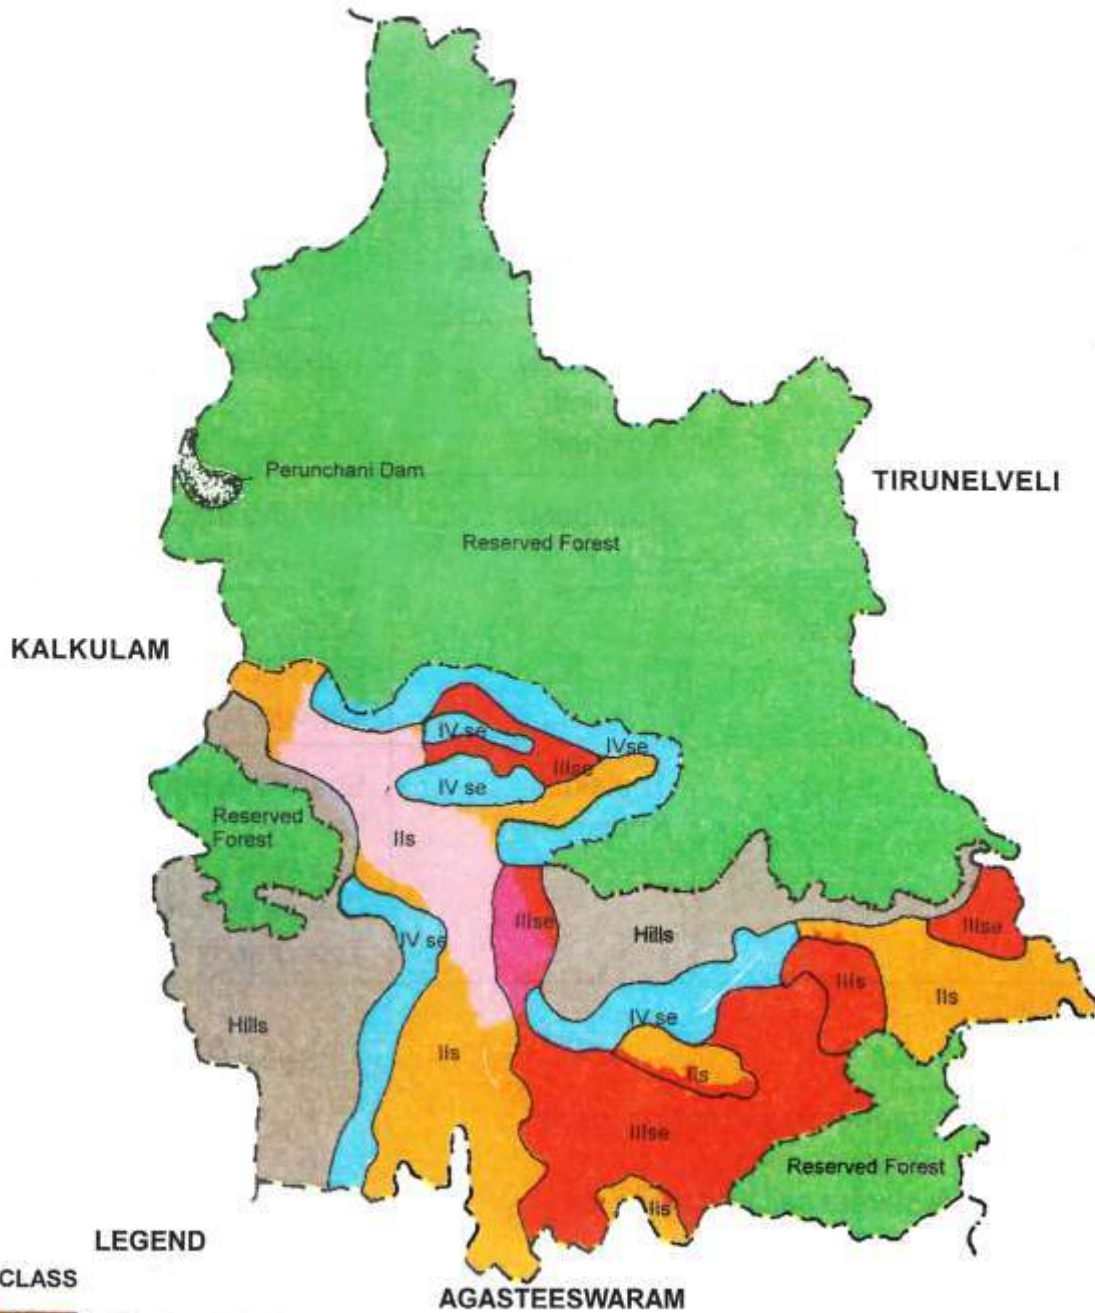 TIRUNELVELI
Perunchani Dam
Reserved Forest
KALKULAM
IV se
IVse
IIIse
IV se
Reserved
Forest
IIs
IIIse
IIIse
Hills
IV se
IIIs
IIs
IV se
Hills
IIs
IIs
IIIse
Reserved Forest
IIs
LEGEND
CLASS
AGASTEESWARAM